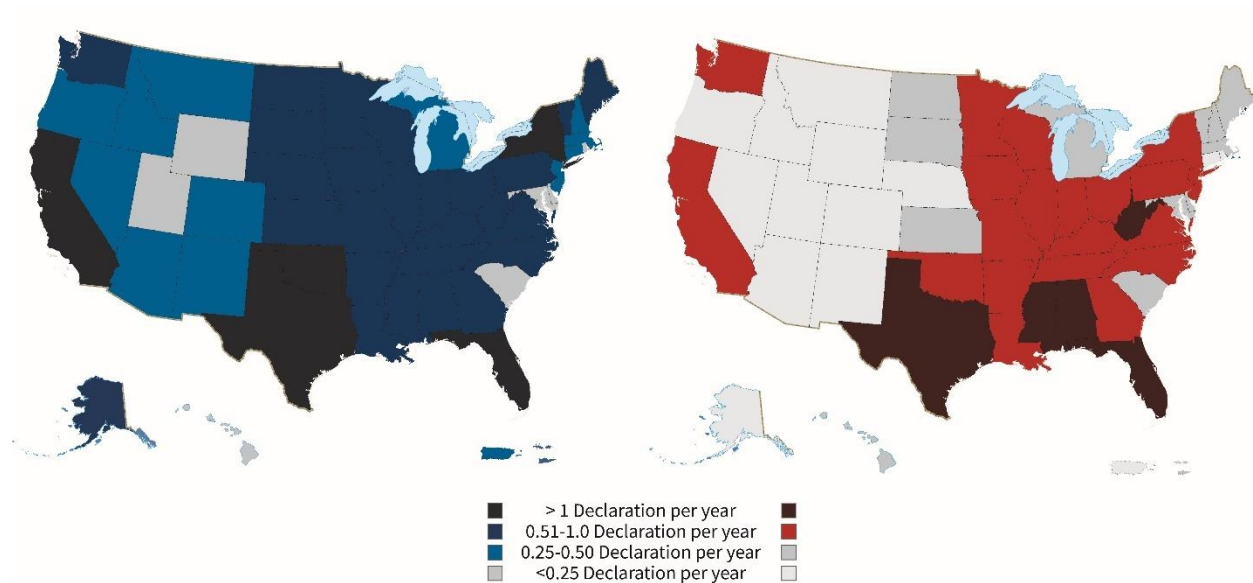 > 1 Declaration per year
0.51-1.0 Declaration per year
0.25-0.50 Declaration per year
<0.25 Declaration per year